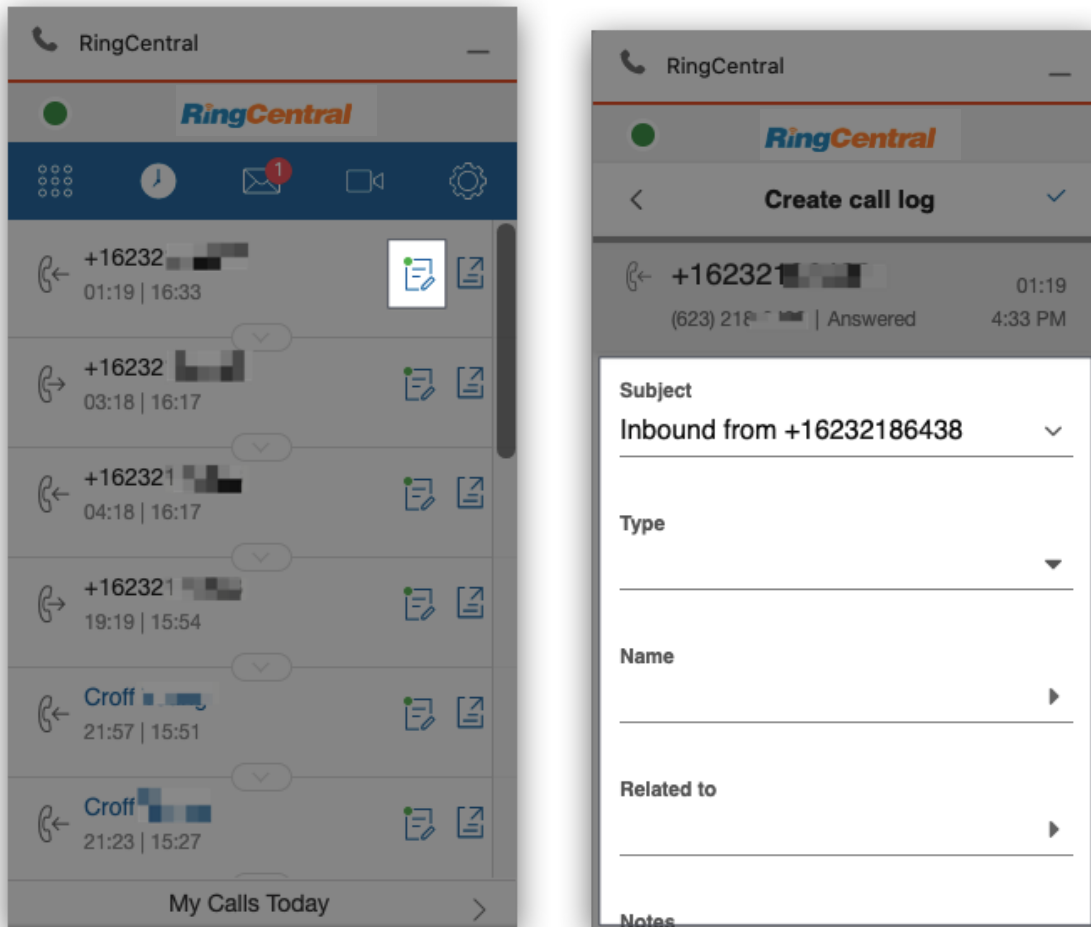 RingCentral
RingCentral
1
+16232
01:19 | 16:33
+16232
03:18 | 16:17
+162321
04:18 | 16:17
+162321
19:19 | 15:54
Croff
21:57 | 15:51
Croff
21:23 | 15:27
My Calls Today
RingCentral
RingCentral
Create call log
+162321
01:19
(623) 218 | Answered
4:33 PM
Subject
Inbound from +16232186438
Type
Name
Related to
Notes